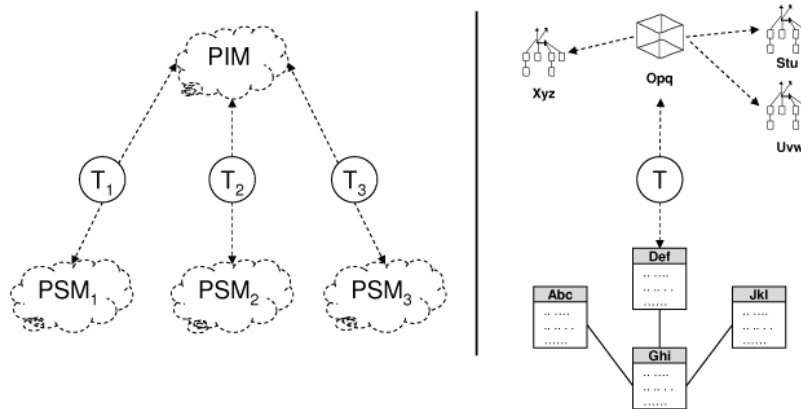 PIM
T1
T2
T3
PSM1
PSM2
PSM3
Xyz
Opq
Stu
Uvw
T
Def
Abc
Jkl
Ghi